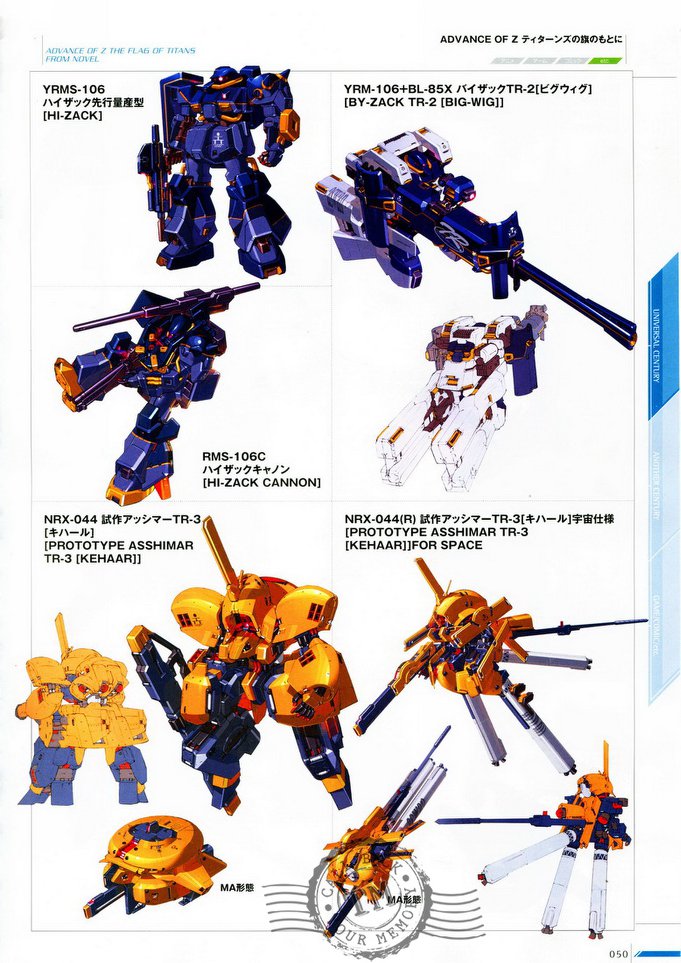 ADVANCE OF Z THE FLAG OF TITANS
FROM NOVEL
ADVANCE OF Z ティターンズの旗のもとに
YRMS-106
ハイザック先行量産型
[HI-ZACK]
YRM-106+BL-85X バイザックTR-2[ビグウィグ]
[BY-ZACK TR-2 [BIG-WIG]]
TR
RMS-106C
ハイザックキャノン
[HI-ZACK CANNON]
NRX-044 試作アッシマーTR-3
[キハール]
[PROTOTYPE ASSHIMAR
TR-3 [KEHAAR]]
NRX-044(R) 試作アッシマーTR-3[キハール]宇宙仕様
[PROTOTYPE ASSHIMAR TR-3
[KEHAAR]]FOR SPACE
MA形態
MA形態
UNIVERSAL CENTURY
ANOTHER CENTURY
GAME,COMIC,etc.
YOUR MEMORY
050